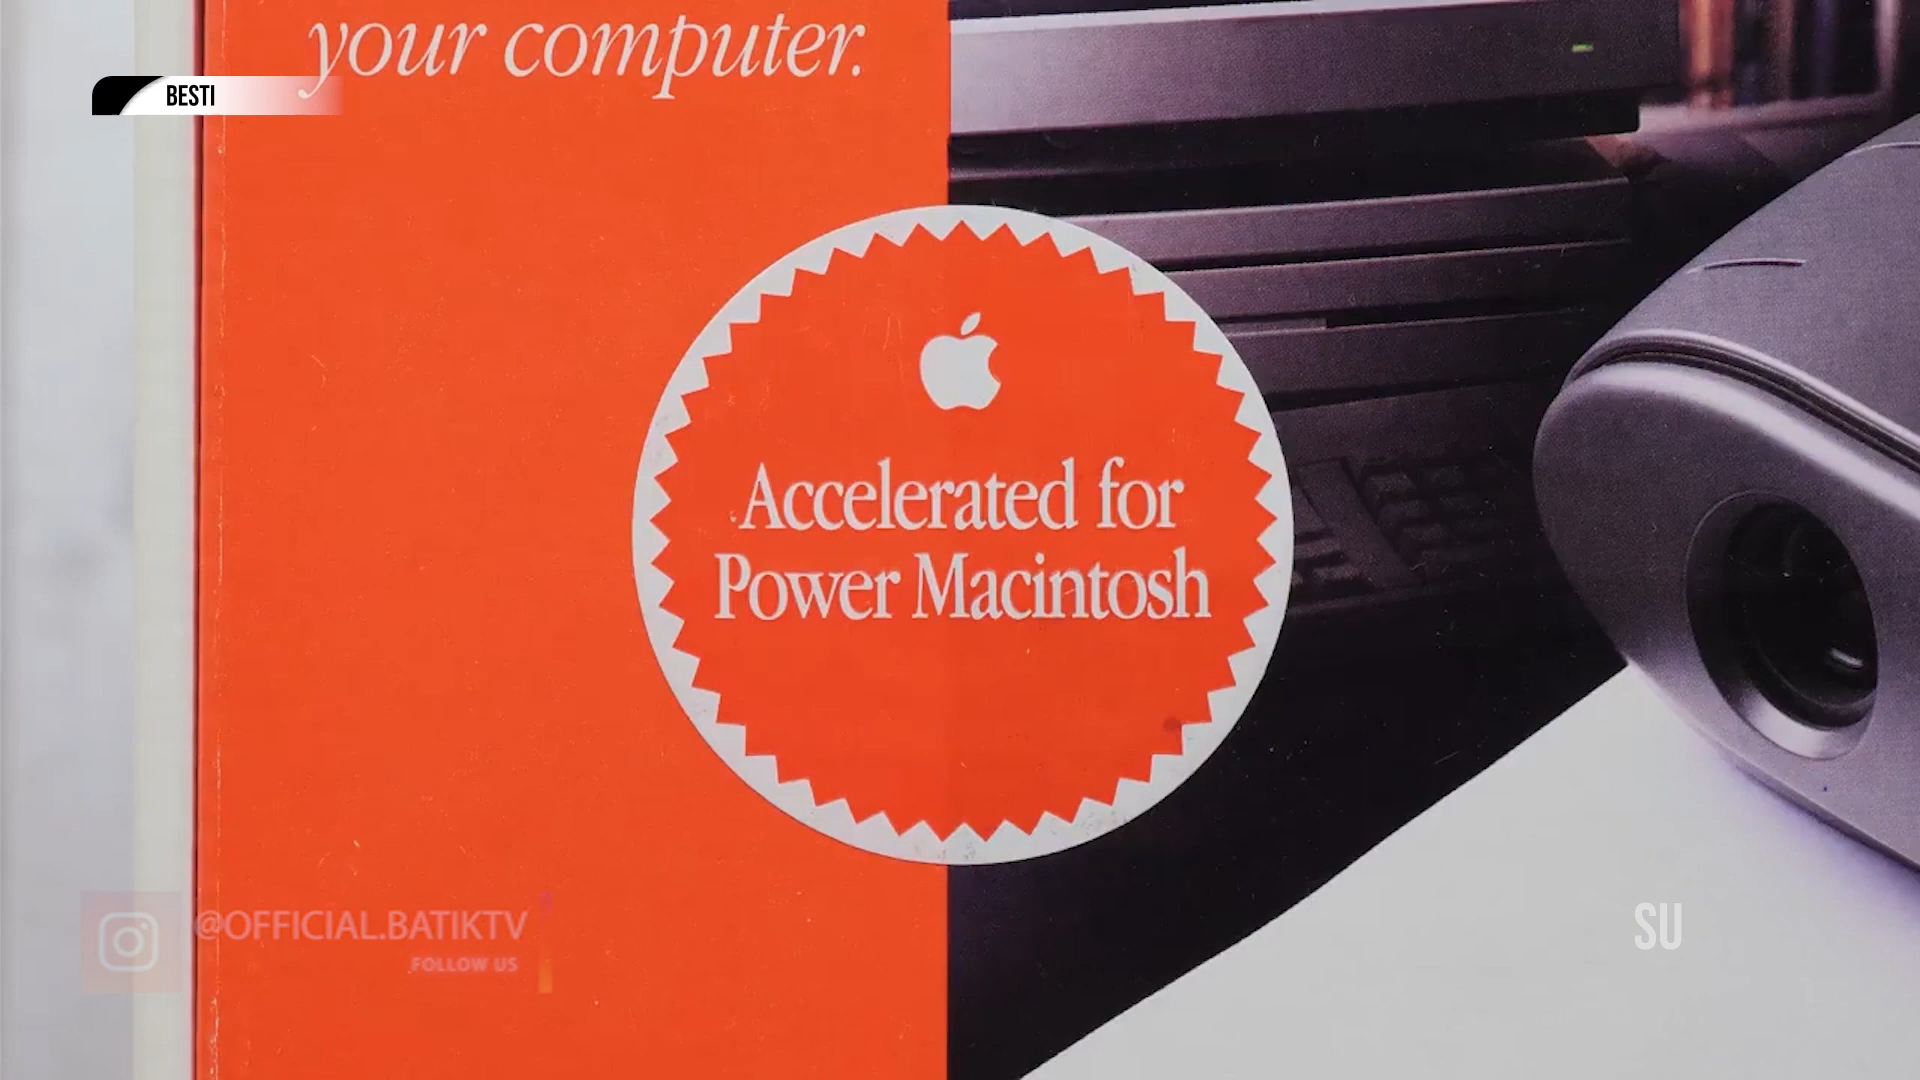 your computer.
BESTI
Accelerated for
Power Macintosh
@OFFICIAL.BATIKTV
FOLLOW US
SU